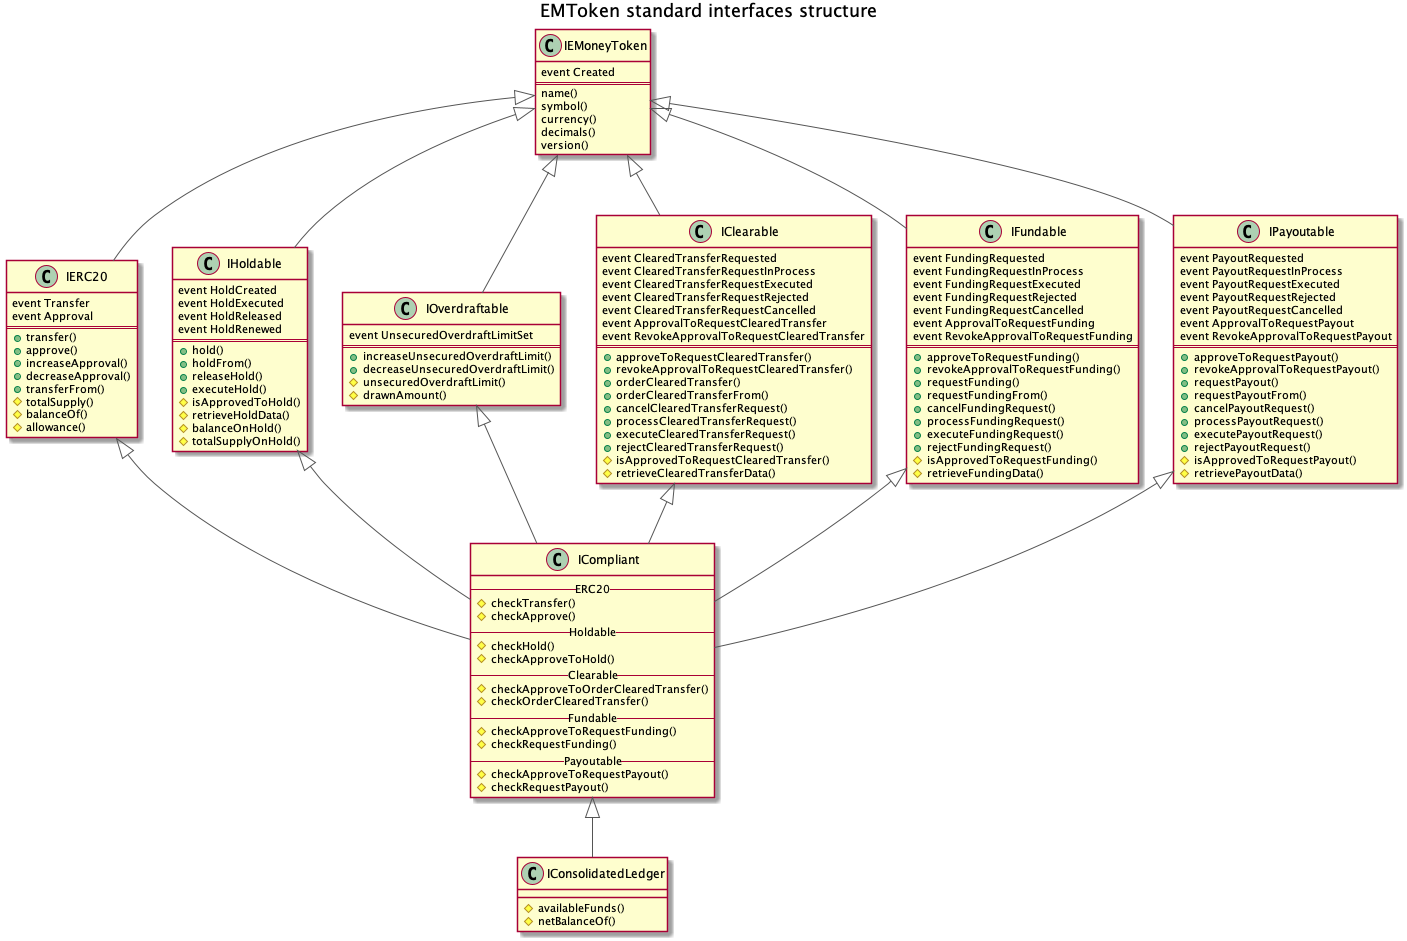 EMToken standard interfaces structure
C IEMoneyToken
event Created
name()
symbol()
currency()
decimals()
version()
C IERC20
event Transfer
event Approval
transfer()
approve()
increaseApproval()
decreaseApproval()
transferFrom()
totalSupply()
balanceOf()
allowance()
C IHoldable
event HoldCreated
event HoldExecuted
event HoldReleased
event HoldRenewed
hold()
holdFrom()
releaseHold()
executeHold()
isApprovedToHold()
retrieveHoldData()
balanceOnHold()
totalSupplyOnHold()
C IOverdraftable
event UnsecuredOverdraftLimitSet
increaseUnsecuredOverdraftLimit()
decreaseUnsecuredOverdraftLimit()
unsecuredOverdraftLimit()
drawnAmount()
C IClearable
event ClearedTransferRequested
event ClearedTransferRequestInProcess
event ClearedTransferRequestExecuted
event ClearedTransferRequestRejected
event ClearedTransferRequestCancelled
event ApprovalToRequestClearedTransfer
event RevokeApprovalToRequestClearedTransfer
approveToRequestClearedTransfer()
revokeApprovalToRequestClearedTransfer()
orderClearedTransfer()
orderClearedTransferFrom()
cancelClearedTransferRequest()
processClearedTransferRequest()
executeClearedTransferRequest()
rejectClearedTransferRequest()
isApprovedToRequestClearedTransfer()
retrieveClearedTransferData()
C IFundable
event FundingRequested
event FundingRequestInProcess
event FundingRequestExecuted
event FundingRequestRejected
event FundingRequestCancelled
event ApprovalToRequestFunding
event RevokeApprovalToRequestFunding
approveToRequestFunding()
revokeApprovalToRequestFunding()
requestFunding()
requestFundingFrom()
cancelFundingRequest()
processFundingRequest()
executeFundingRequest()
rejectFundingRequest()
isApprovedToRequestFunding()
retrieveFundingData()
C IPayoutable
event PayoutRequested
event PayoutRequestInProcess
event PayoutRequestExecuted
event PayoutRequestRejected
event PayoutRequestCancelled
event ApprovalToRequestPayout
event RevokeApprovalToRequestPayout
approveToRequestPayout()
revokeApprovalToRequestPayout()
requestPayout()
requestPayoutFrom()
cancelPayoutRequest()
processPayoutRequest()
executePayoutRequest()
rejectPayoutRequest()
isApprovedToRequestPayout()
retrievePayoutData()
C ICompliant
ERC20
checkTransfer()
checkApprove()
Holdable
checkHold()
checkApproveToHold()
Clearable
checkApproveToOrderClearedTransfer()
checkOrderClearedTransfer()
Fundable
checkApproveToRequestFunding()
checkRequestFunding()
Payoutable
checkApproveToRequestPayout()
checkRequestPayout()
C IConsolidatedLedger
availableFunds()
netBalanceOf()